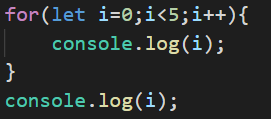 for(let i=0;i<5;i++){
    console.log(i);
}
console.log(i);